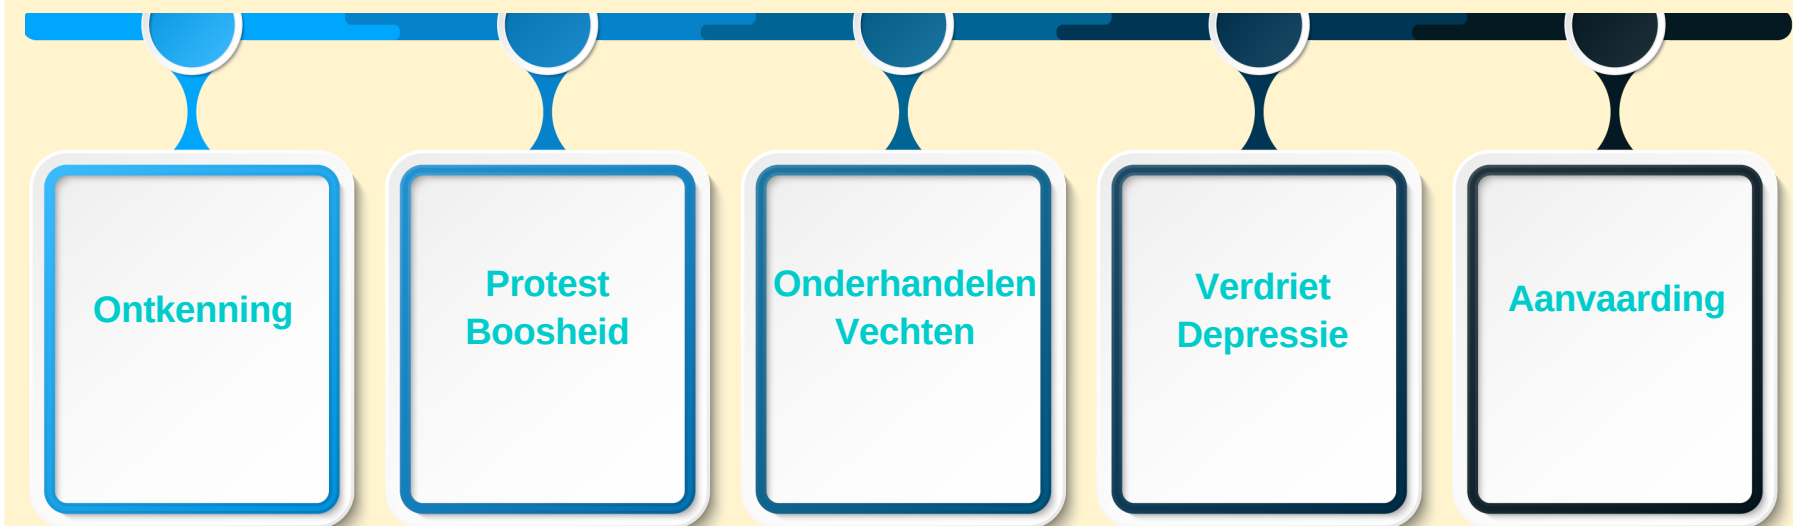 Ontkenning
Protest
Boosheid
Onderhandelen
Vechten
Verdriet
Depressie
Aanvaarding